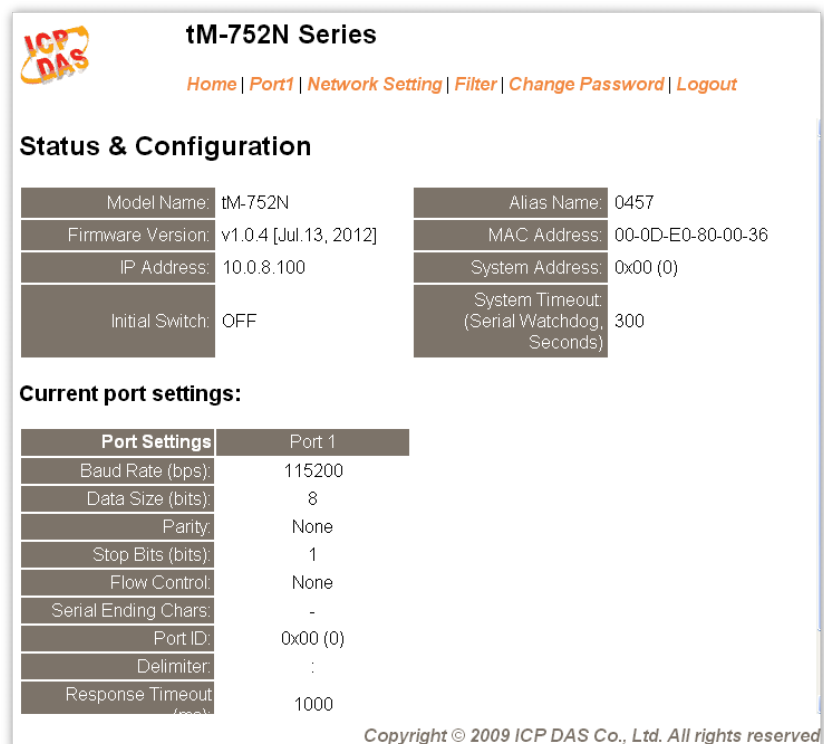 ICP
DAS
tM-752N Series
Home | Port1 | Network Setting | Filter | Change Password | Logout
Status & Configuration
Model Name: tM-752N Alias Name: 0457
Firmware Version: v1.0.4 [Jul.13, 2012] MAC Address: 00-0D-E0-80-00-36
IP Address: 10.0.8.100 System Address: 0x00 (0)
Initial Switch: OFF System Timeout: (Serial Watchdog, Seconds) 300
Current port settings:
Port Settings Port 1
Baud Rate (bps): 115200
Data Size (bits): 8
Parity: None
Stop Bits (bits): 1
Flow Control: None
Serial Ending Chars: -
Port ID: 0x00 (0)
Delimiter: :
Response Timeout (ms): 1000
Copyright © 2009 ICP DAS Co., Ltd. All rights reserved